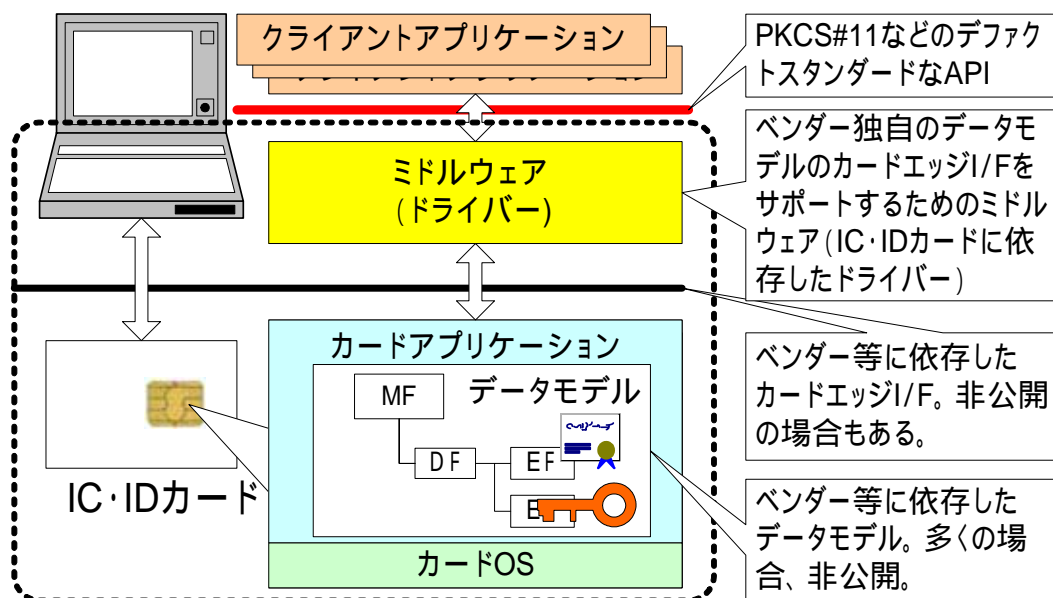 クライアントアプリケーション
PKCS#11などのデファク
トスタンダードなAPI
ミドルウェア
(ドライバー)
ベンダー独自のデータモ
デルのカードエッジI/Fを
サポートするためのミドル
ウェア(IC・IDカードに依
存したドライバー)
カードアプリケーション
データモデル
MF
DF
EF
E
カードOS
IC・IDカード
ベンダー等に依存した
カードエッジI/F。非公開
の場合もある。
ベンダー等に依存した
データモデル。多くの場
合、非公開。